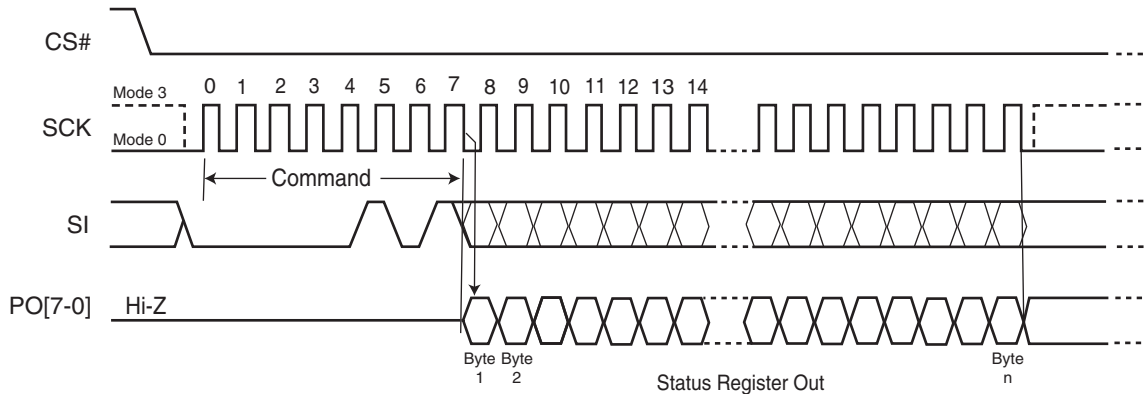 CS#
0 1 2 3 4 5 6 7 8 9 10 11 12 13 14
Mode 3
SCK
Mode 0
Command
SI
PO[7-0] Hi-Z
Byte 1
Byte 2
Byte n
Status Register Out